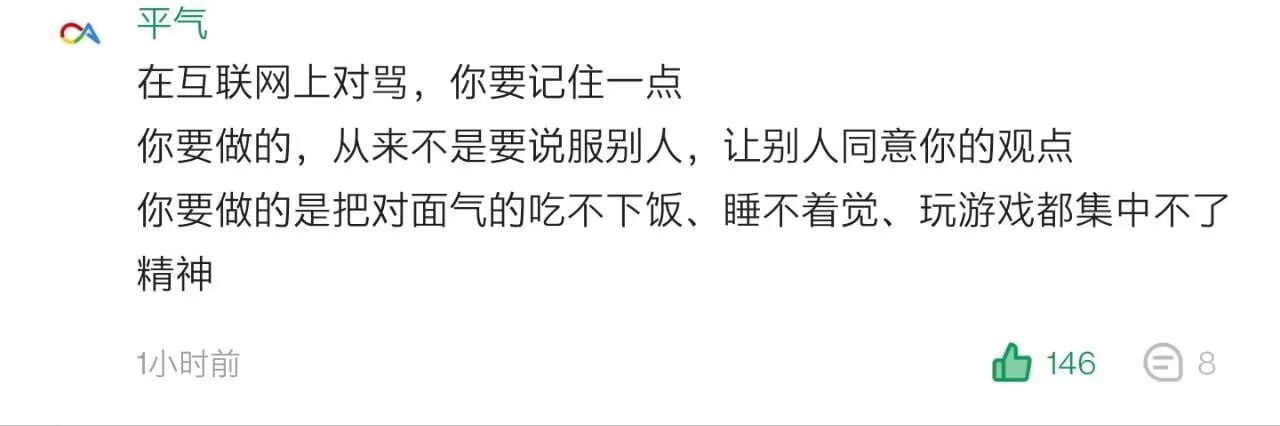 平气
在互联网上对骂，你要记住一点
你要做的，从来不是要说服别人，让别人同意你的观点
你要做的是把对面气的吃不下饭、睡不着觉、玩游戏都集中不了
精神
1小时前 146 8